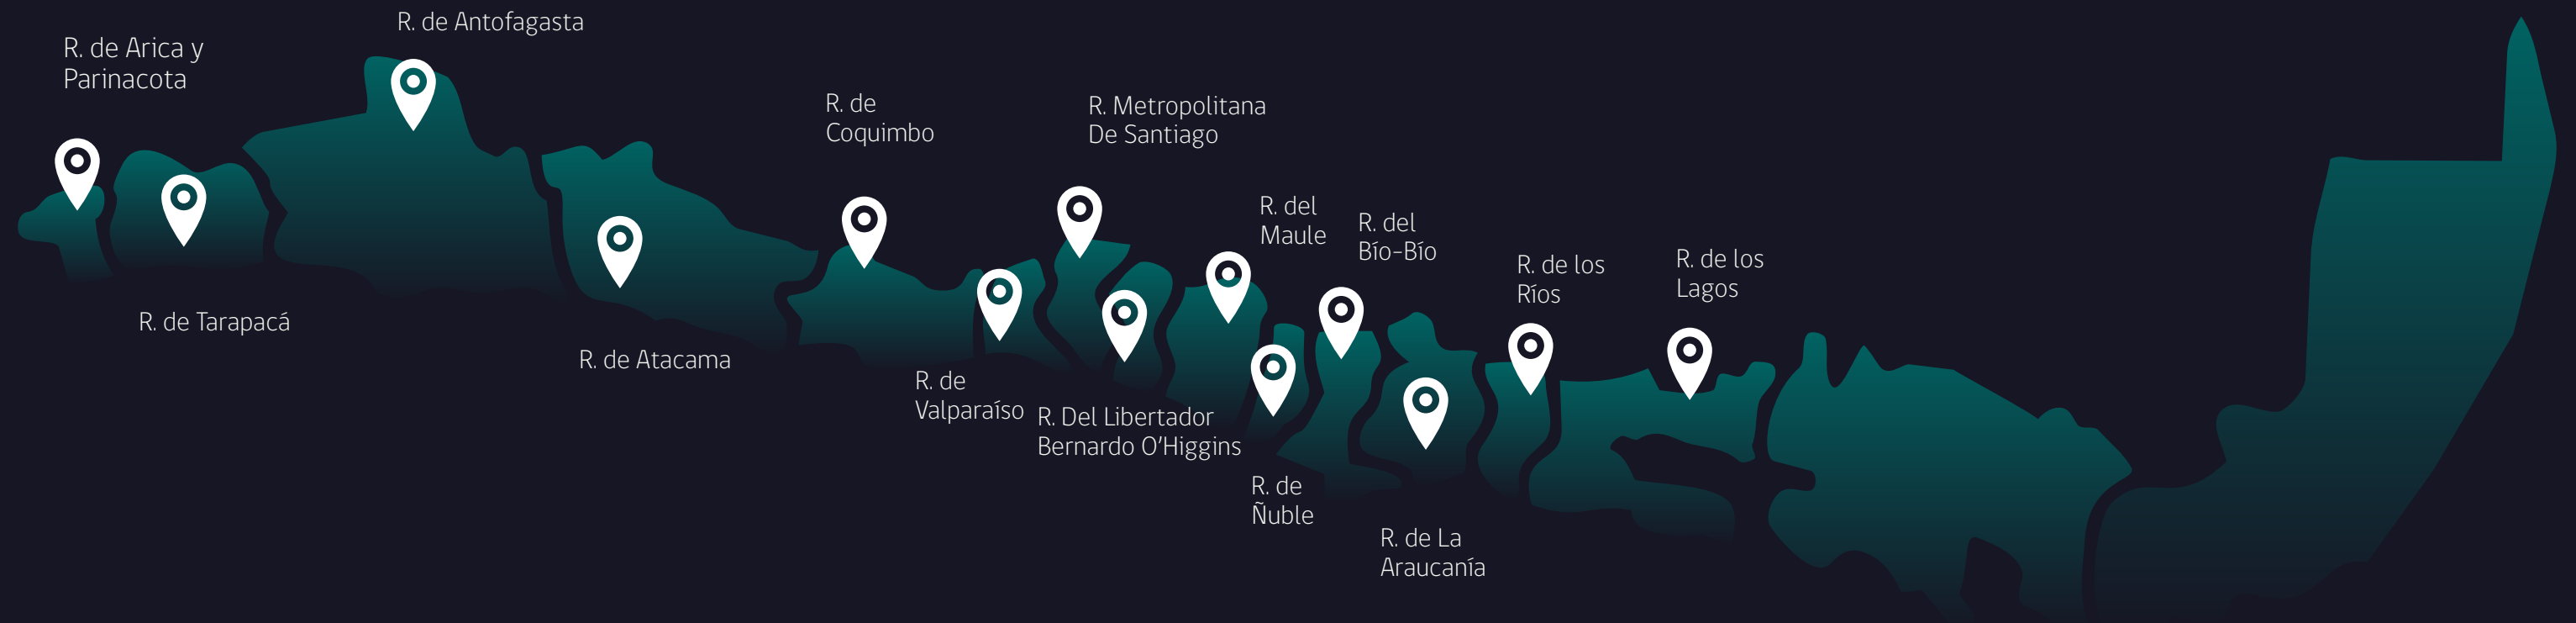 R. de Arica y
Parinacota
R. de Tarapacá
R. de Antofagasta
R. de Atacama
R. de
Coquimbo
R. de
Valparaíso
R. Metropolitana
De Santiago
R. Del Libertador
Bernardo O’Higgins
R. del
Maule
R. de
Ñuble
R. del
Bío-Bío
R. de La
Araucanía
R. de los
Ríos
R. de los
Lagos